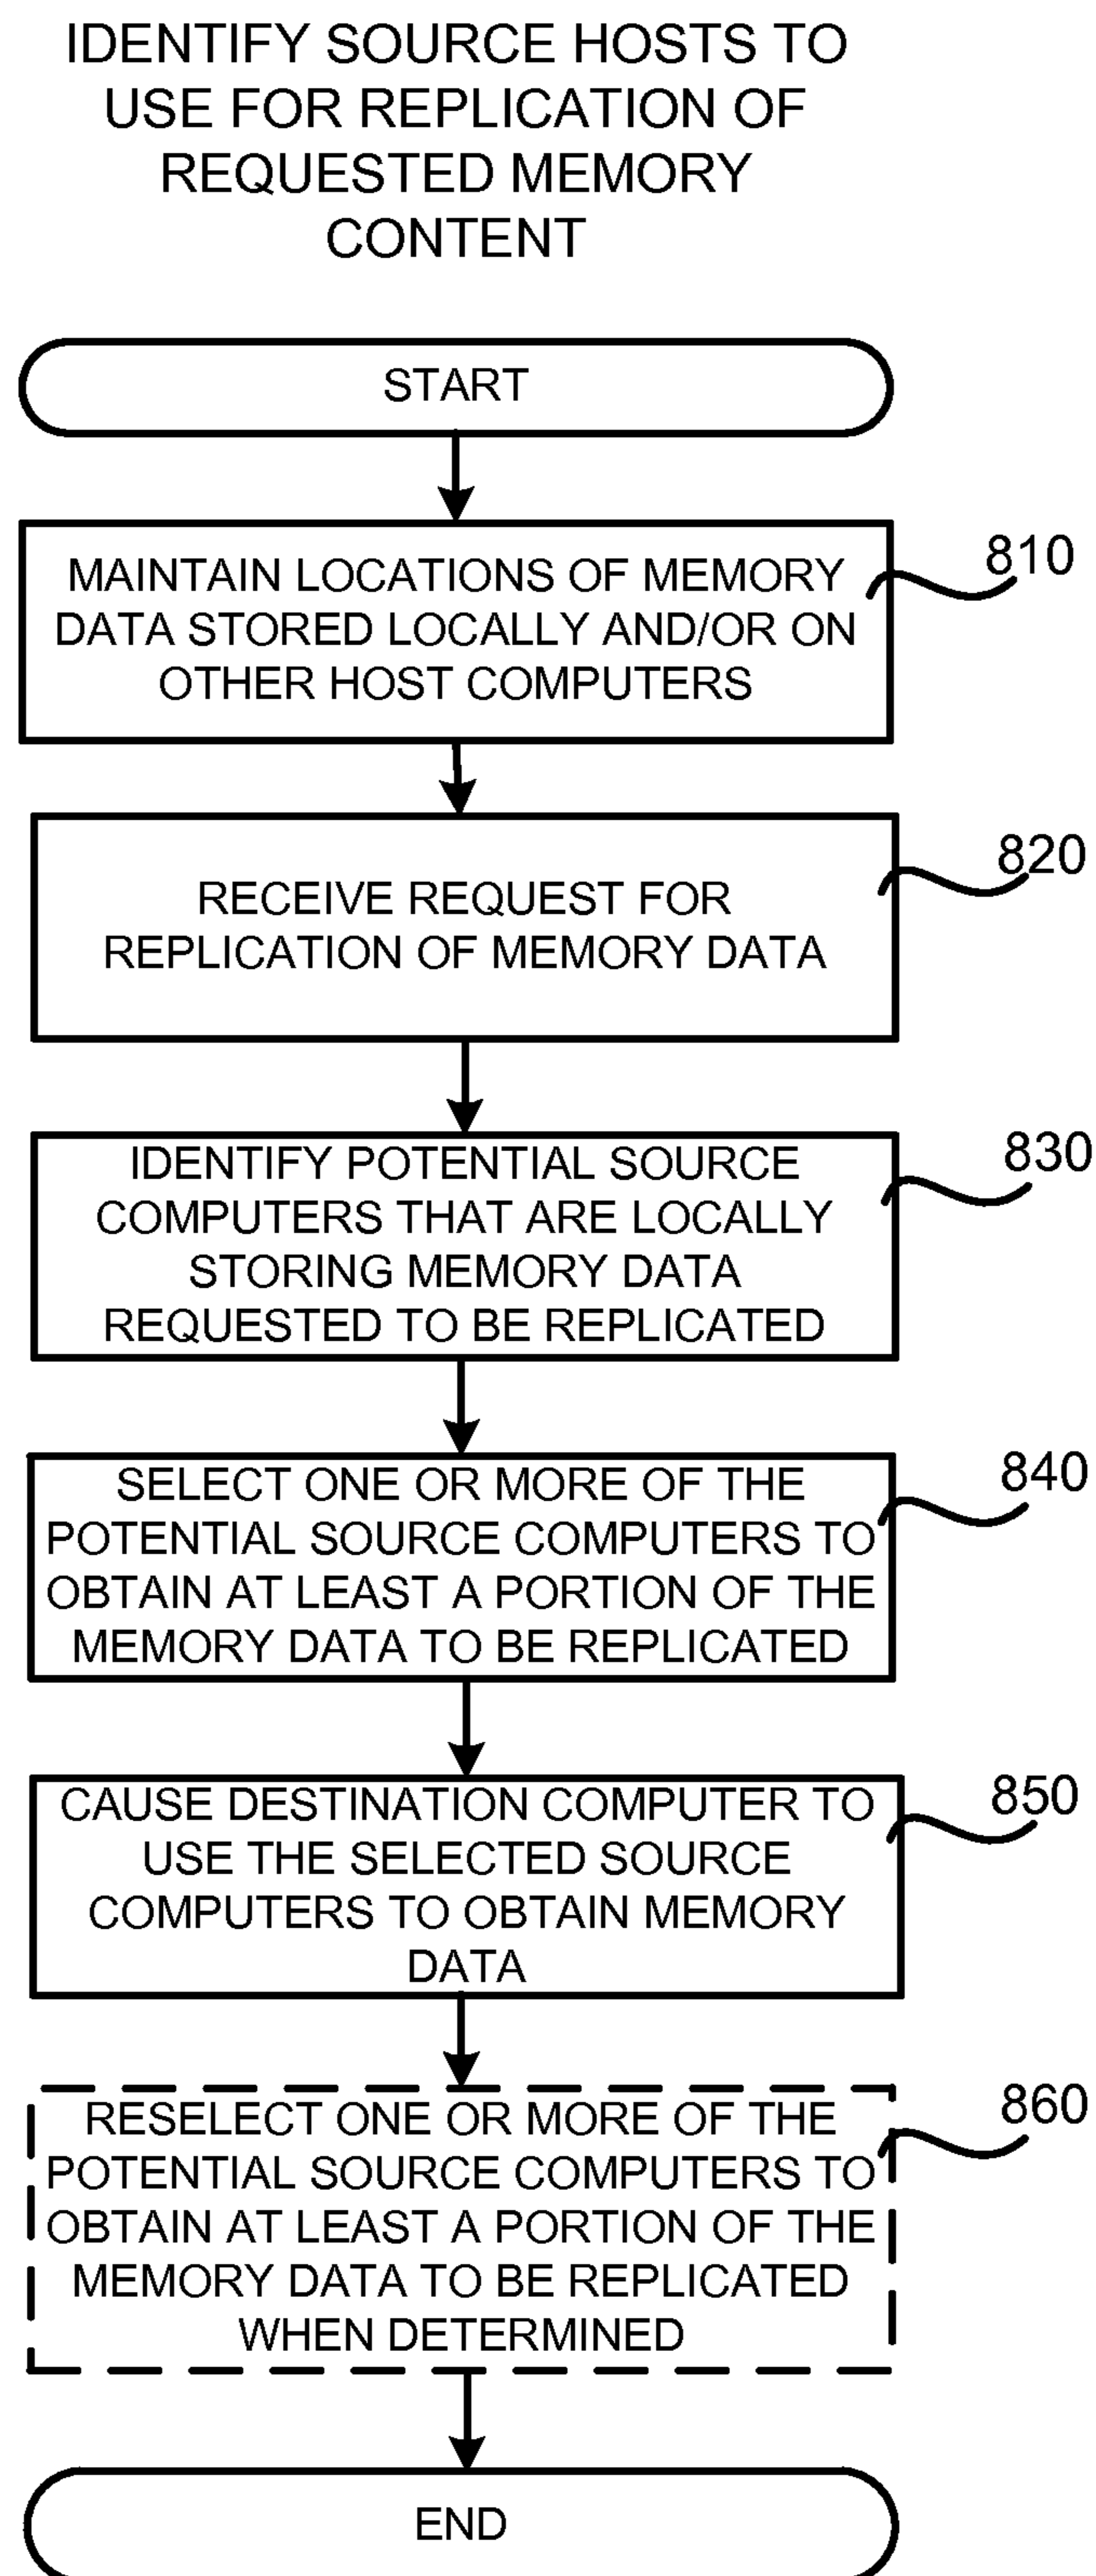 IDENTIFY SOURCE HOSTS TO
USE FOR REPLICATION OF
REQUESTED MEMORY
CONTENT
START
MAINTAIN LOCATIONS OF MEMORY
DATA STORED LOCALLY AND/OR ON
OTHER HOST COMPUTERS
810
RECEIVE REQUEST FOR
REPLICATION OF MEMORY DATA
820
IDENTIFY POTENTIAL SOURCE
COMPUTERS THAT ARE LOCALLY
STORING MEMORY DATA
REQUESTED TO BE REPLICATED
830
SELECT ONE OR MORE OF THE
POTENTIAL SOURCE COMPUTERS TO
OBTAIN AT LEAST A PORTION OF THE
MEMORY DATA TO BE REPLICATED
840
CAUSE DESTINATION COMPUTER TO
USE THE SELECTED SOURCE
COMPUTERS TO OBTAIN MEMORY
DATA
850
RESELECT ONE OR MORE OF THE
POTENTIAL SOURCE COMPUTERS TO
OBTAIN AT LEAST A PORTION OF THE
MEMORY DATA TO BE REPLICATED
WHEN DETERMINED
860
END